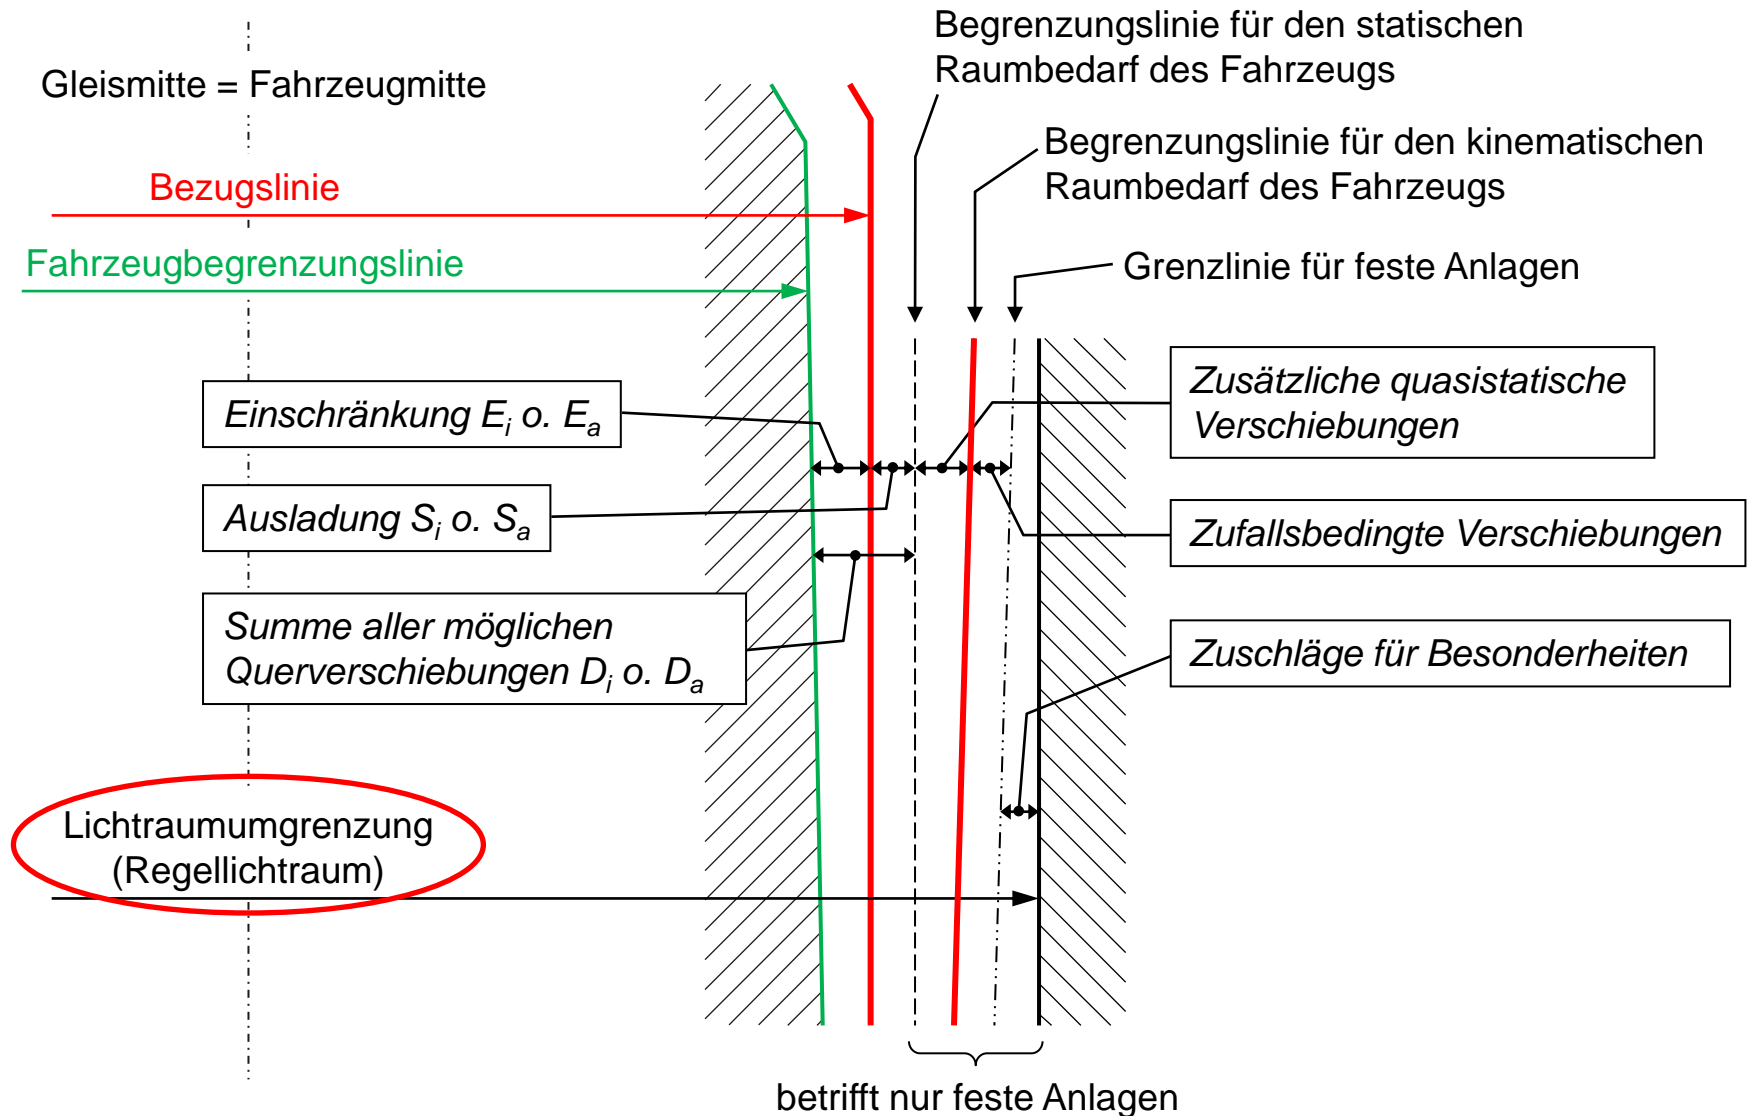 Begrenzungslinie für den statischen
Raumbedarf des Fahrzeugs
Gleismitte = Fahrzeugmitte
Begrenzungslinie für den kinematischen
Raumbedarf des Fahrzeugs
Bezugslinie
Fahrzeugbegrenzungslinie
Grenzlinie für feste Anlagen
Einschränkung Ei o. Ea
Zusätzliche quasistatische
Verschiebungen
Ausladung Si o. Sa
Zufallsbedingte Verschiebungen
Summe aller möglichen
Querverschiebungen Di o. Da
Zuschläge für Besonderheiten
Lichtraumumgrenzung
(Regellichtraum)
betrifft nur feste Anlagen